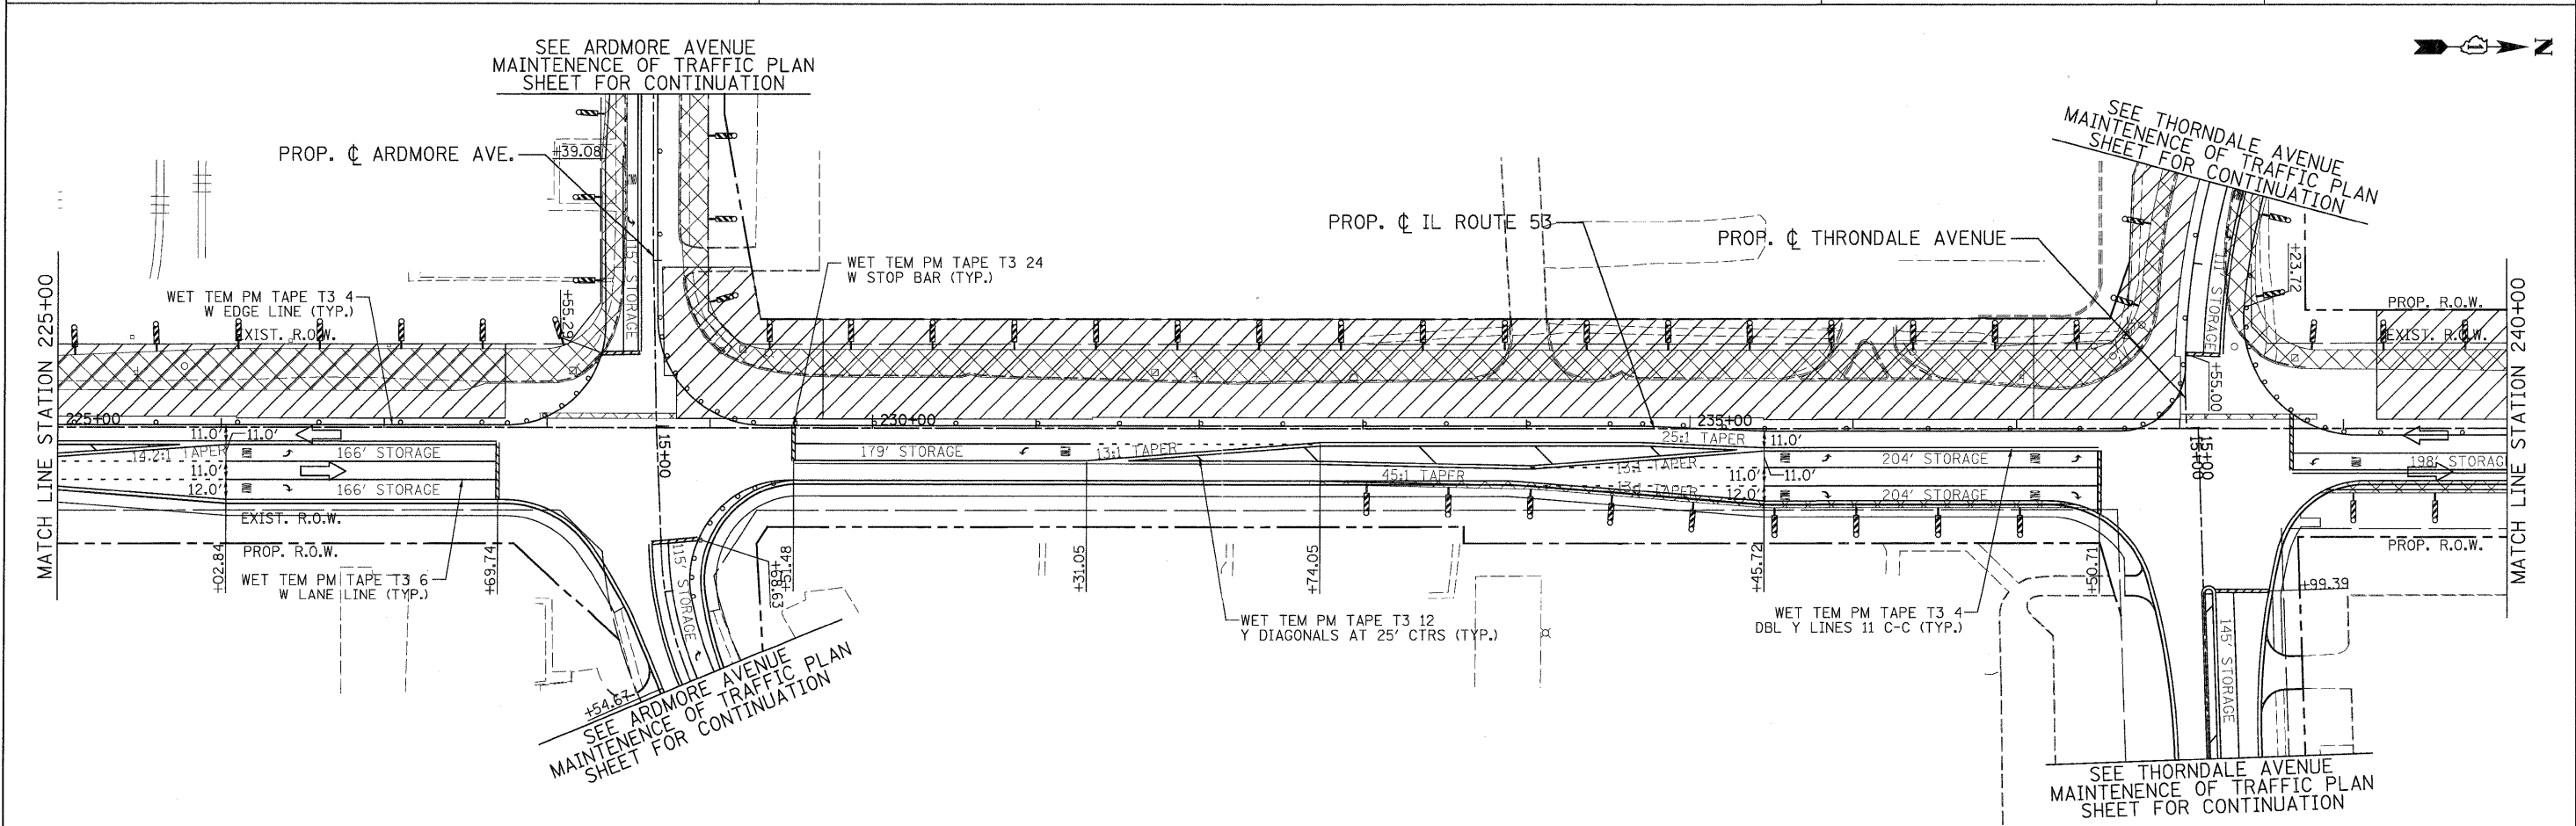 SEE ARDMORE AVENUE
MAINTENENCE OF TRAFFIC PLAN
SHEET FOR CONTINUATION
N
SEE THORNDALE AVENUE
MAINTENENCE OF TRAFFIC PLAN
SHEET FOR CONTINUATION
PROP. ℄ ARDMORE AVE.
+39.08
PROP. ℄ IL ROUTE 53
PROP. ℄ THRONDALE AVENUE
115' STORAGE
111' STORAGE
+23.72
WET TEM PM TAPE T3 24
W STOP BAR (TYP.)
WET TEM PM TAPE T3 4
W EDGE LINE (TYP.)
+55.29
EXIST. R.O.W.
PROP. R.O.W.
EXIST. R.O.W.
+55.00
MATCH LINE STATION 225+00
MATCH LINE STATION 240+00
225+00
230+00
235+00
15+00
15+00
11.0'
11.0'
14.2:1 TAPER
166' STORAGE
11.0'
12.0'
166' STORAGE
179' STORAGE
13:1 TAPER
25:1 TAPER
11.0'
45:1 TAPER
13:1 TAPER
13:1 TAPER
11.0'
11.0'
12.0'
204' STORAGE
204' STORAGE
198' STORAG
EXIST. R.O.W.
PROP. R.O.W.
PROP. R.O.W.
+02.84
+69.74
WET TEM PM TAPE T3 6
W LANE LINE (TYP.)
115' STORAGE
+68.63
+51.48
+31.05
+74.05
+45.72
+50.71
+99.39
WET TEM PM TAPE T3 12
Y DIAGONALS AT 25' CTRS (TYP.)
WET TEM PM TAPE T3 4
DBL Y LINES 11 C-C (TYP.)
145' STORAGE
+54.67
SEE ARDMORE AVENUE
MAINTENENCE OF TRAFFIC PLAN
SHEET FOR CONTINUATION
SEE THORNDALE AVENUE
MAINTENENCE OF TRAFFIC PLAN
SHEET FOR CONTINUATION